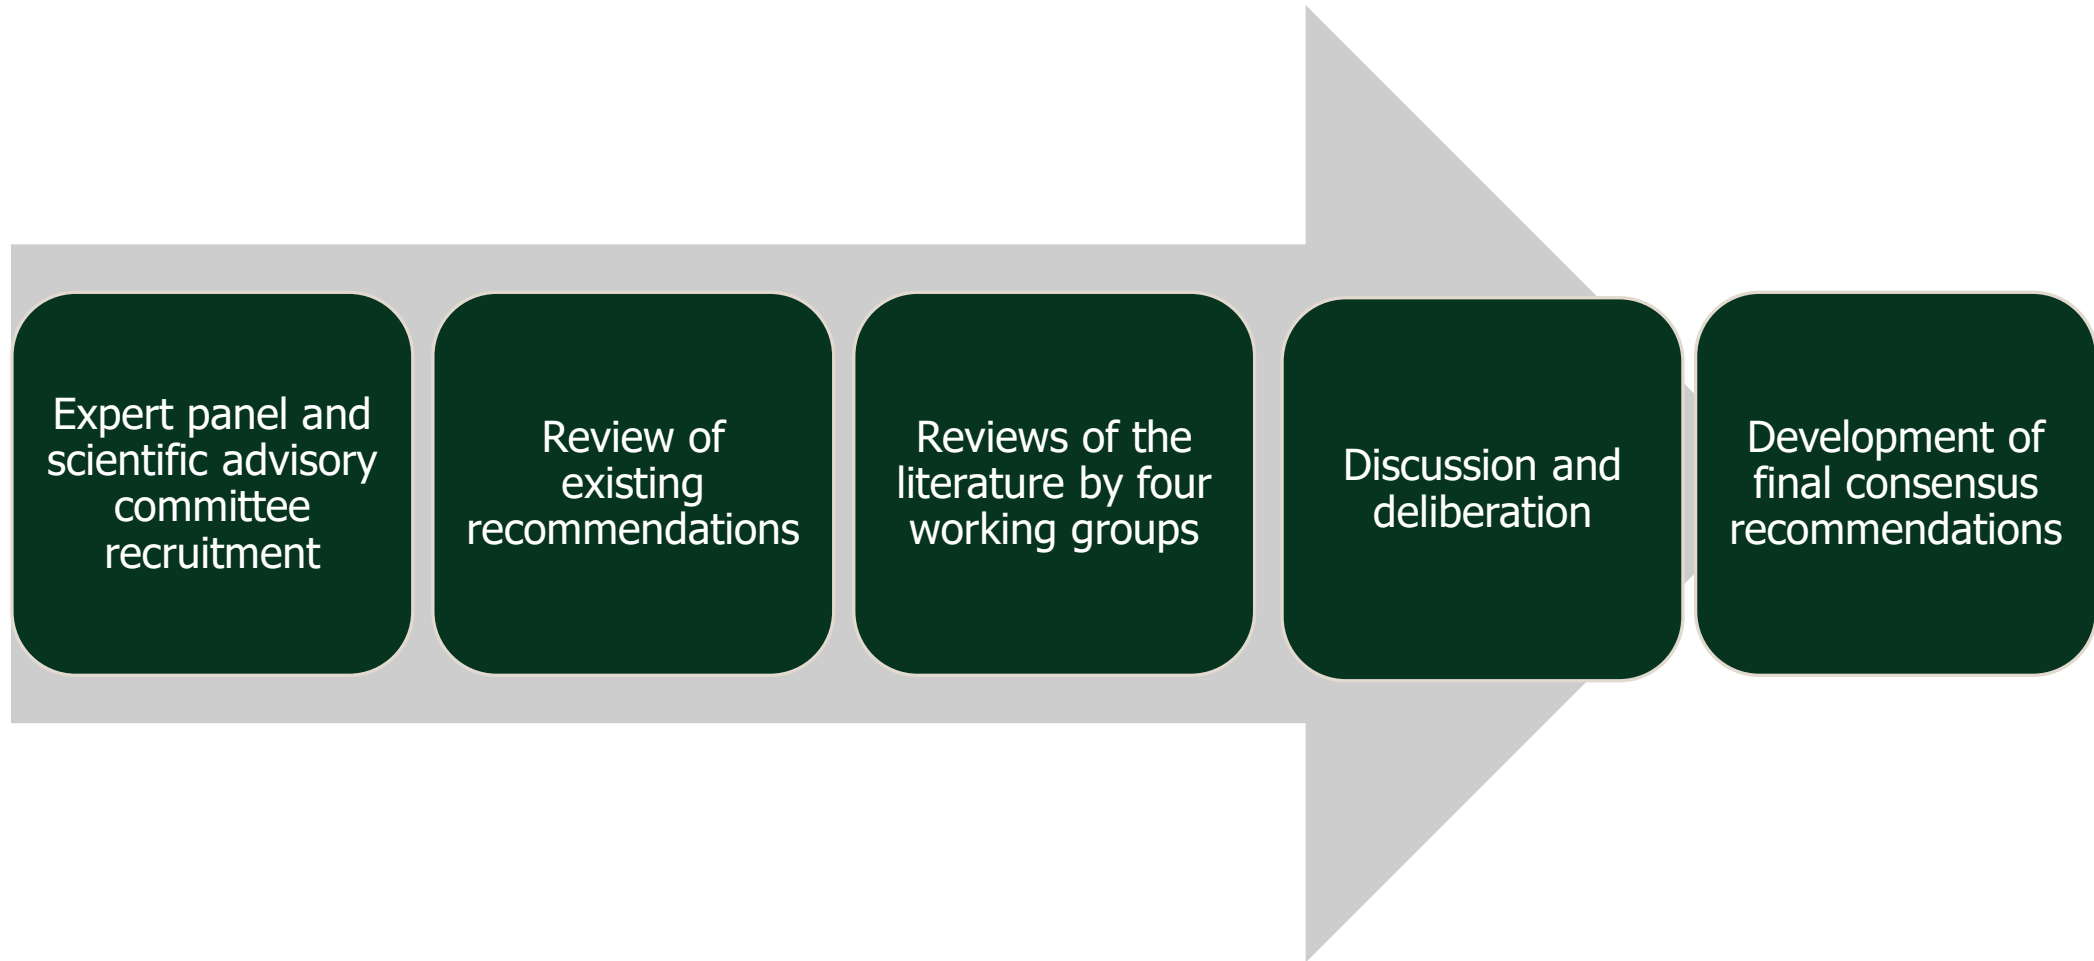 Expert panel and
scientific advisory
committee
recruitment
Review of
existing
recommendations
Reviews of the
literature by four
working groups
Discussion and
deliberation
Development of
final consensus
recommendations